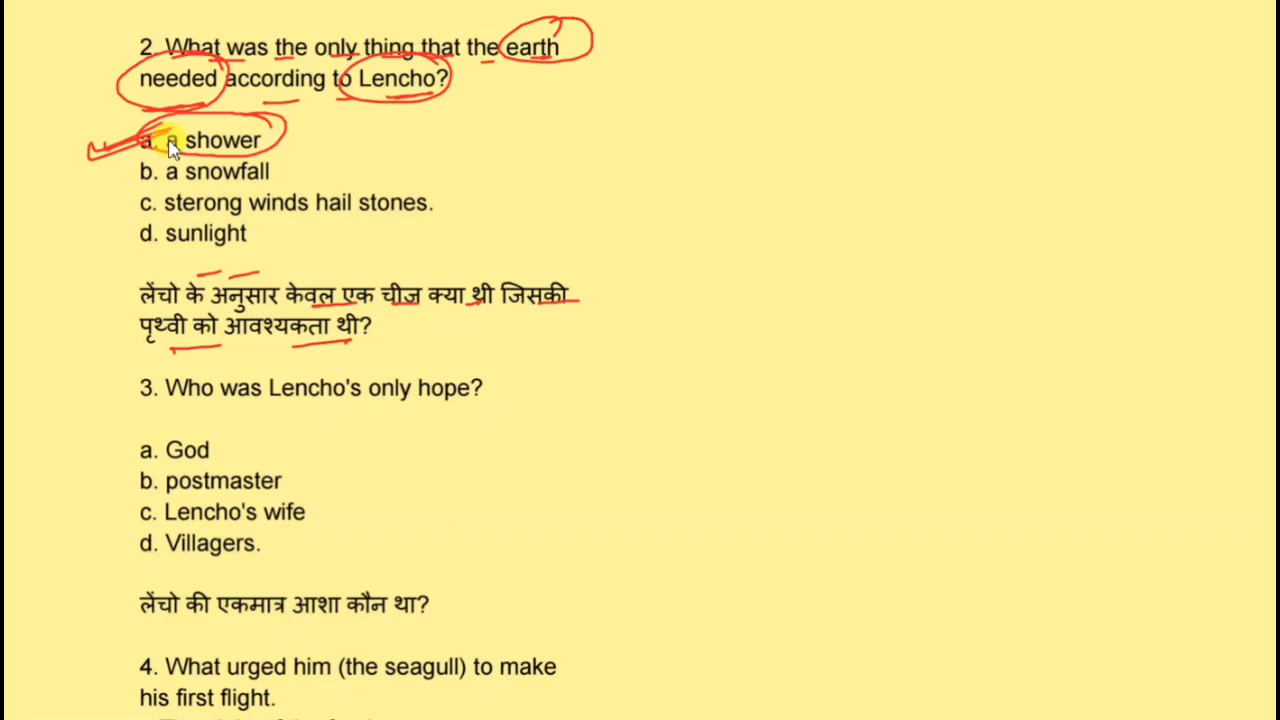 2. What was the only thing that the earth
needed according to Lencho?
a. a shower
b. a snowfall
c. sterong winds hail stones.
d. sunlight
लेंचो के अनुसार केवल एक चीज क्या थी जिसकी
पृथ्वी को आवश्यकता थी?
3. Who was Lencho's only hope?
a. God
b. postmaster
c. Lencho's wife
d. Villagers.
लेंचो की एकमात्र आशा कौन था?
4. What urged him (the seagull) to make
his first flight.